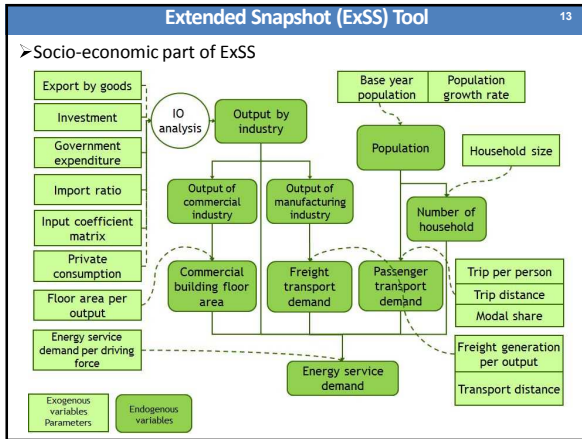 Extended Snapshot (ExSS) Tool
13
➢Socio-economic part of ExSS
Export by goods
Investment
Government
expenditure
Import ratio
Input coefficient
matrix
Private
consumption
Floor area per
output
Energy service
demand per driving
force
IO
analysis
Output by
industry
Output of
commercial
industry
Output of
manufacturing
industry
Commercial
building floor
area
Freight
transport
demand
Passenger
transport
demand
Energy service
demand
Base year
population
Population
growth rate
Population
Household size
Number of
household
Trip per person
Trip distance
Modal share
Freight generation
per output
Transport distance
Exogenous
variables
Parameters
Endogenous
variables